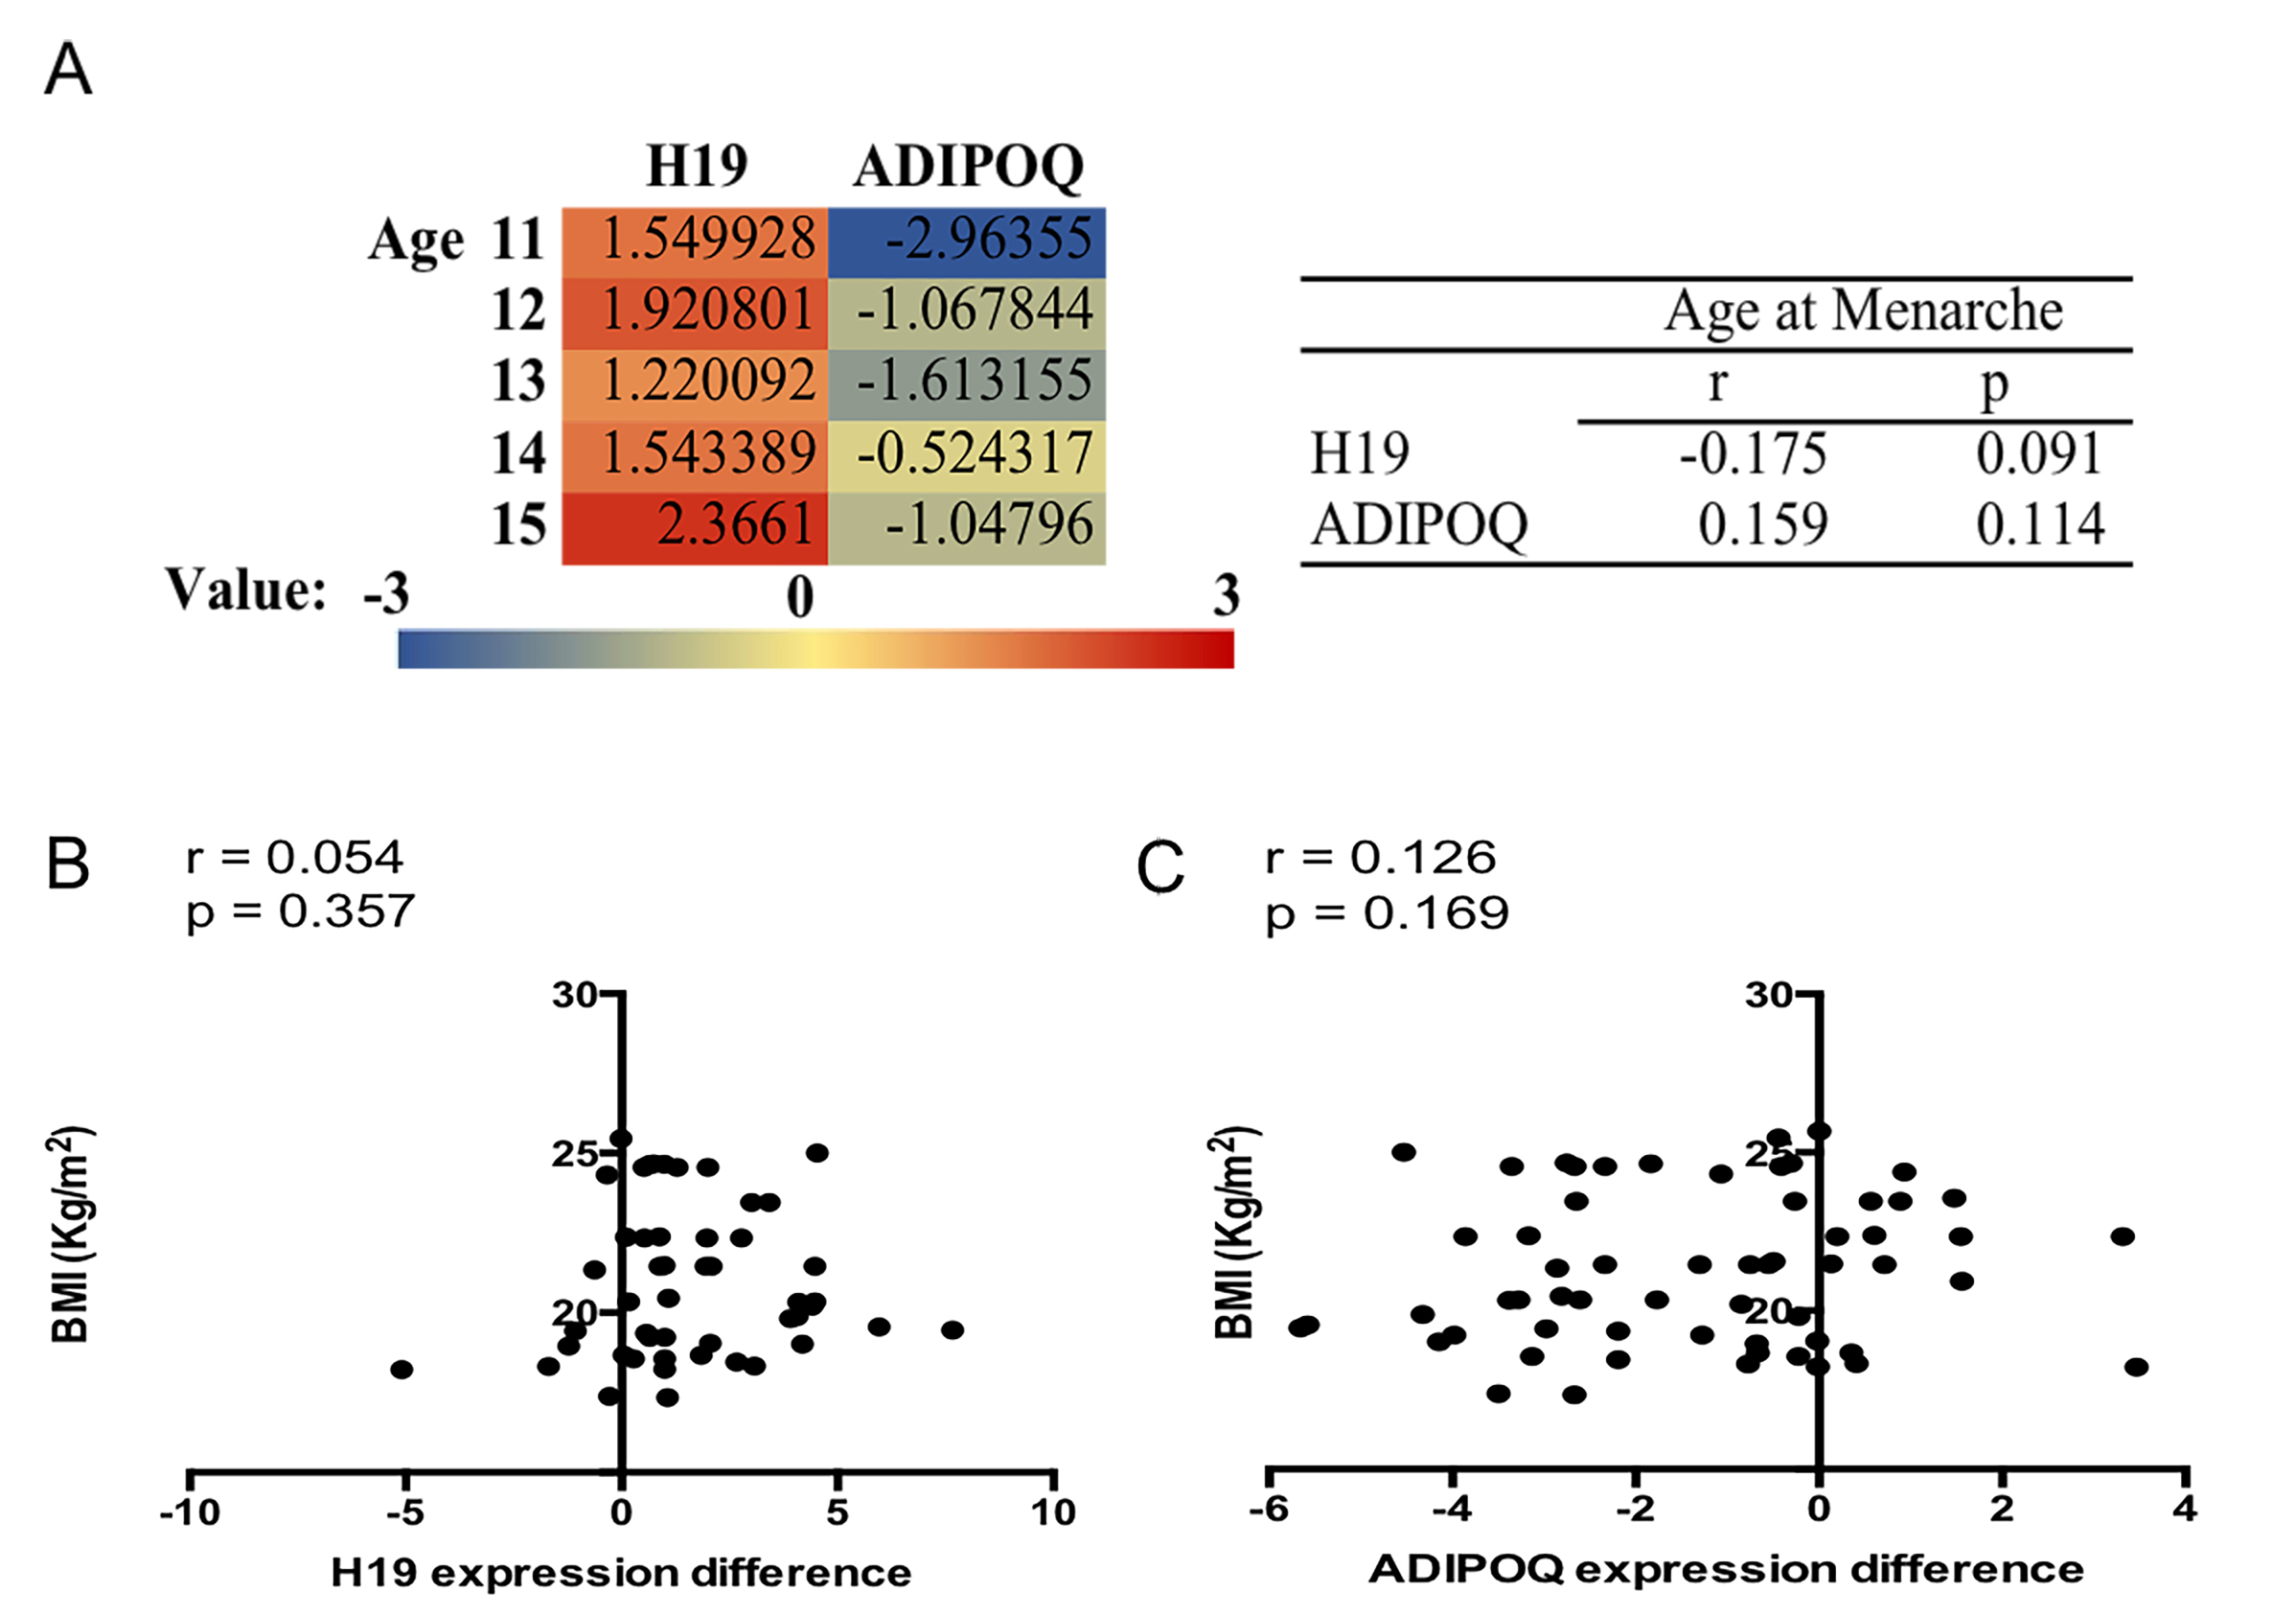 A
H19 ADIPOQ
Age 11 1.549928 -2.96355
12 1.920801 -1.067844
13 1.220092 -1.613155
14 1.543389 -0.524317
15 2.3661 -1.04796
Value: -3 0 3
Age at Menarche
r p
H19 -0.175 0.091
ADIPOQ 0.159 0.114
B
r = 0.054
p = 0.357
30
25
20
BMI (Kg/m²)
-10 -5 0 5 10
H19 expression difference
C
r = 0.126
p = 0.169
30
25
20
BMI (Kg/m²)
-6 -4 -2 0 2 4
ADIPOQ expression difference